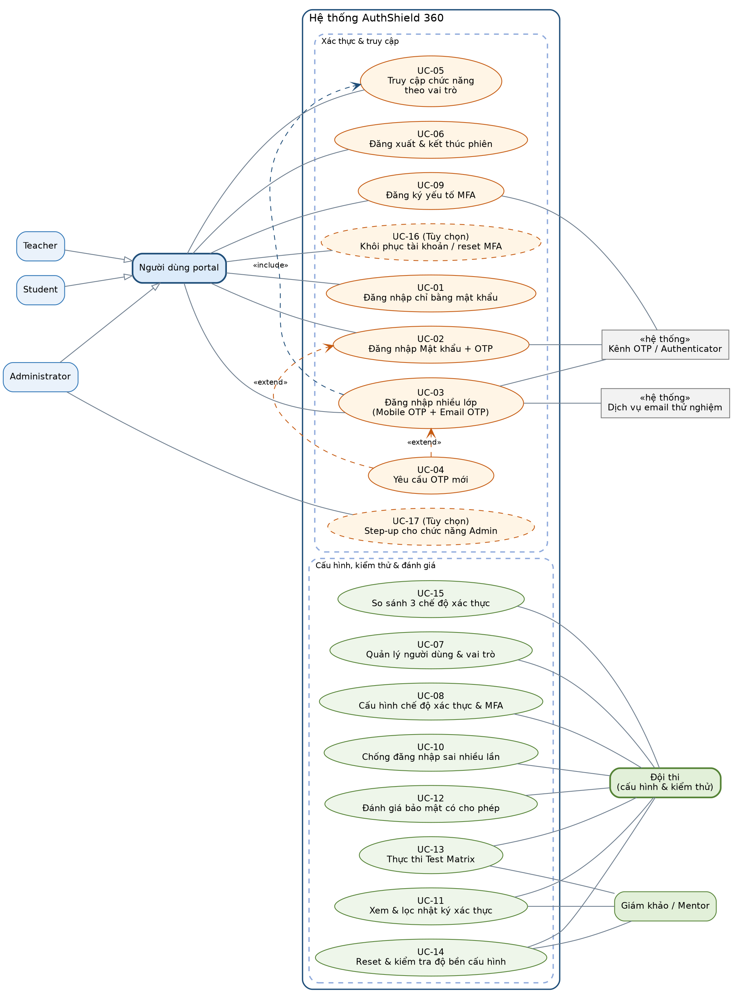 Hệ thống AuthShield 360
Xác thực & truy cập
UC-05
Truy cập chức năng
theo vai trò
UC-06
Đăng xuất & kết thúc phiên
UC-09
Đăng ký yếu tố MFA
UC-16 (Tùy chọn)
Khôi phục tài khoản / reset MFA
Teacher
Người dùng portal
«include»
Student
UC-01
Đăng nhập chỉ bằng mật khẩu
UC-02
Đăng nhập Mật khẩu + OTP
«hệ thống»
Kênh OTP / Authenticator
Administrator
«extend»
UC-03
Đăng nhập nhiều lớp
(Mobile OTP + Email OTP)
«hệ thống»
Dịch vụ email thử nghiệm
«extend»
UC-04
Yêu cầu OTP mới
UC-17 (Tùy chọn)
Step-up cho chức năng Admin
Cấu hình, kiểm thử & đánh giá
UC-15
So sánh 3 chế độ xác thực
UC-07
Quản lý người dùng & vai trò
UC-08
Cấu hình chế độ xác thực & MFA
UC-10
Chống đăng nhập sai nhiều lần
Đội thi
(cấu hình & kiểm thử)
UC-12
Đánh giá bảo mật có cho phép
UC-13
Thực thi Test Matrix
UC-11
Xem & lọc nhật ký xác thực
Giám khảo / Mentor
UC-14
Reset & kiểm tra độ bền cấu hình